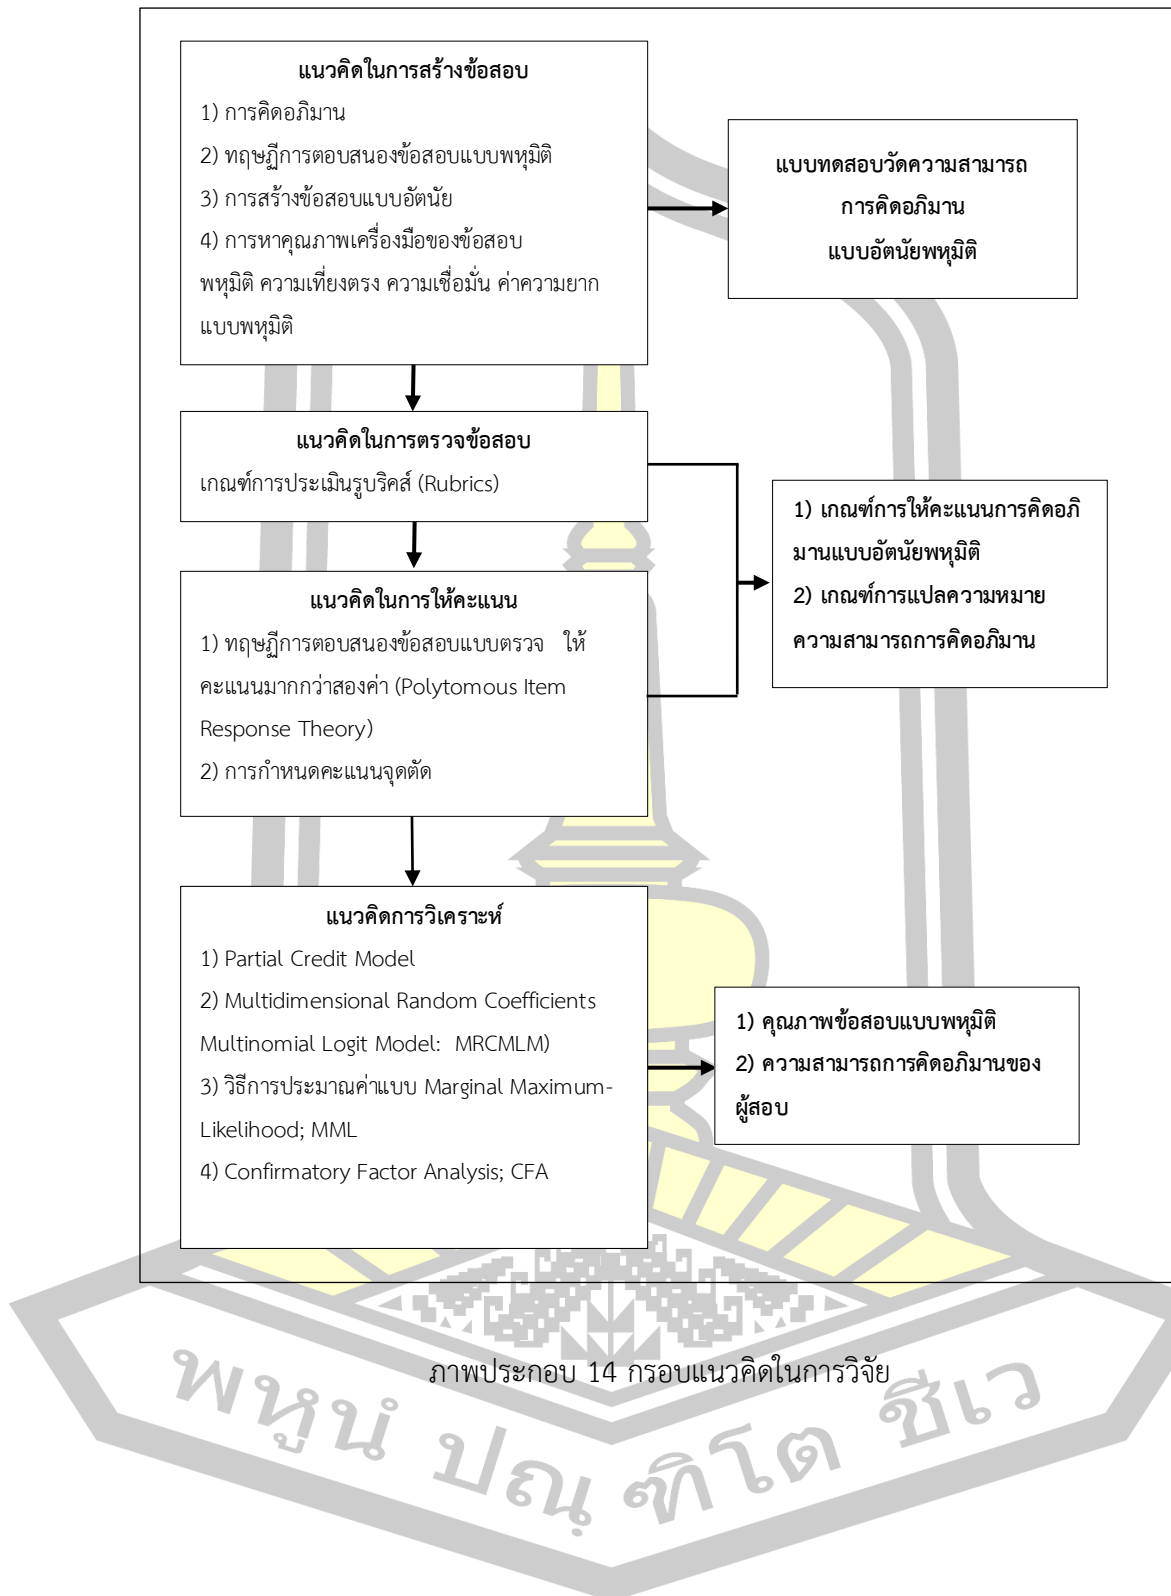 แนวคิดในการสร้างข้อสอบ
1) การคิดอภิมาน
2) ทฤษฎีการตอบสนองข้อสอบแบบพหุมิติ
3) การสร้างข้อสอบแบบอัตนัย
4) การหาคุณภาพเครื่องมือของข้อสอบ
พหุมิติ ความเที่ยงตรง ความเชื่อมั่น ค่าความยาก
แบบพหุมิติ
แบบทดสอบวัดความสามารถ
การคิดอภิมาน
แบบอัตนัยพหุมิติ
แนวคิดในการตรวจข้อสอบ
เกณฑ์การประเมินรูบริคส์ (Rubrics)
แนวคิดในการให้คะแนน
1) ทฤษฎีการตอบสนองข้อสอบแบบตรวจ ให้
คะแนนมากกว่าสองค่า (Polytomous Item
Response Theory)
2) การกำหนดคะแนนจุดตัด
1) เกณฑ์การให้คะแนนการคิดอภิ
มานแบบอัตนัยพหุมิติ
2) เกณฑ์การแปลความหมาย
ความสามารถการคิดอภิมาน
แนวคิดการวิเคราะห์
1) Partial Credit Model
2) Multidimensional Random Coefficients
Multinomial Logit Model: MRCMLM)
3) วิธีการประมาณค่าแบบ Marginal Maximum-
Likelihood; MML
4) Confirmatory Factor Analysis; CFA
1) คุณภาพข้อสอบแบบพหุมิติ
2) ความสามารถการคิดอภิมานของ
ผู้สอบ
ภาพประกอบ 14 กรอบแนวคิดในการวิจัย
พหูนํ ปณฺฑิโต ชีเว